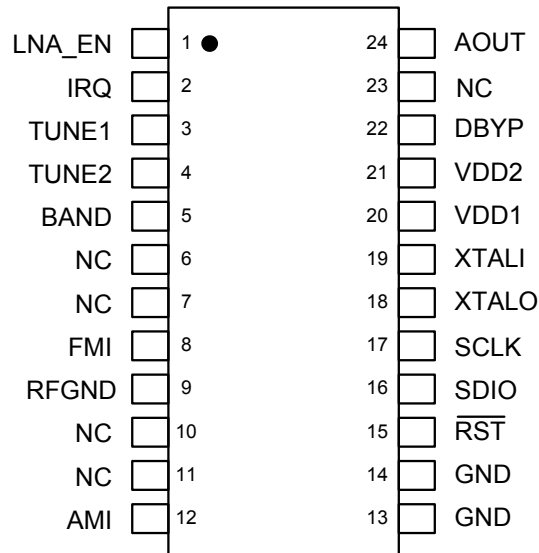 LNA_EN 1 24 AOUT
IRQ 2 23 NC
TUNE1 3 22 DBYP
TUNE2 4 21 VDD2
BAND 5 20 VDD1
NC 6 19 XTALI
NC 7 18 XTALO
FMI 8 17 SCLK
RFGND 9 16 SDIO
NC 10 15 R̅S̅T̅
NC 11 14 GND
AMI 12 13 GND